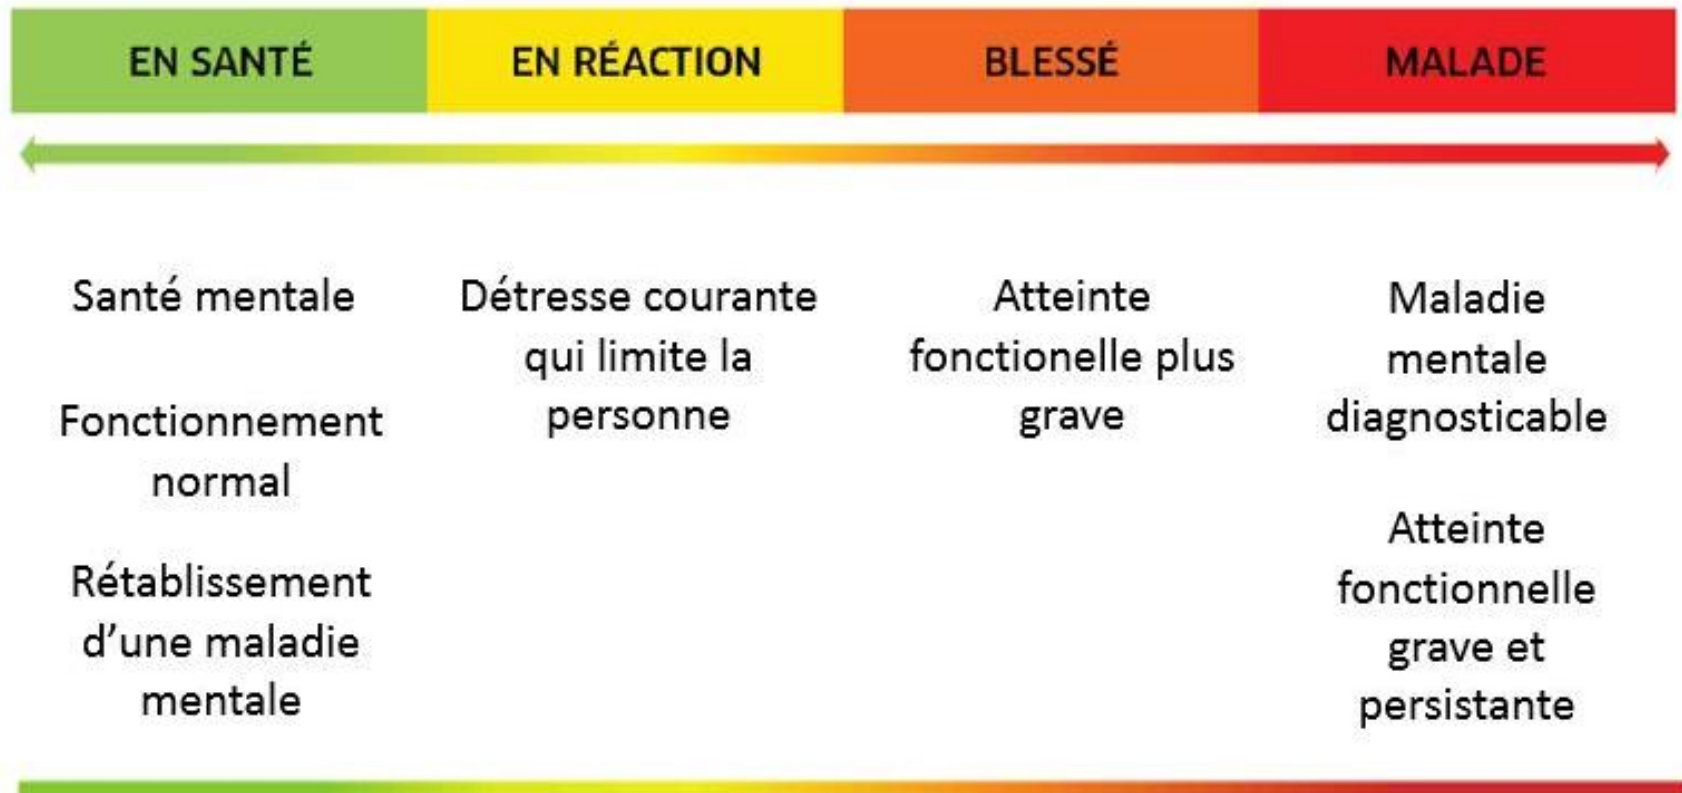 EN SANTÉ
EN RÉACTION
BLESSÉ
MALADE
Santé mentale
Fonctionnement
normal
Rétablissement
d’une maladie
mentale
Détresse courante
qui limite la
personne
Atteinte
fonctionelle plus
grave
Maladie
mentale
diagnosticable
Atteinte
fonctionnelle
grave et
persistante